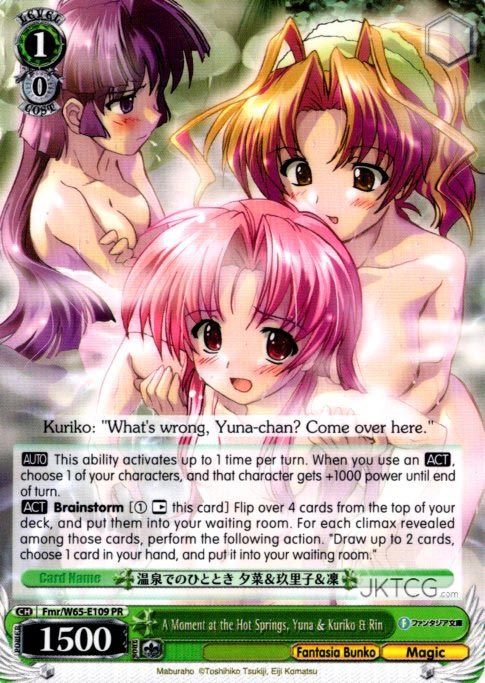 LEVEL
1
0
COST
Kuriko: "What's wrong, Yuna-chan? Come over here."
AUTO This ability activates up to 1 time per turn. When you use an ACT,
choose 1 of your characters, and that character gets +1000 power until end
of turn.
ACT Brainstorm [① this card] Flip over 4 cards from the top of your
deck, and put them into your waiting room. For each climax revealed
among those cards, perform the following action. "Draw up to 2 cards,
choose 1 card in your hand, and put it into your waiting room."
Card Name 温泉でのひととき 夕菜&玖里子&凜
JKTCG.com
CH Fmr/W65-E109 PR
A Moment at the Hot Springs, Yuna & Kuriko & Rin
ファンタジア文庫
POWER
1500
SOUL
Fantasia Bunko
Magic
Maburaho ©Toshihiko Tsukiji, Eiji Komatsu